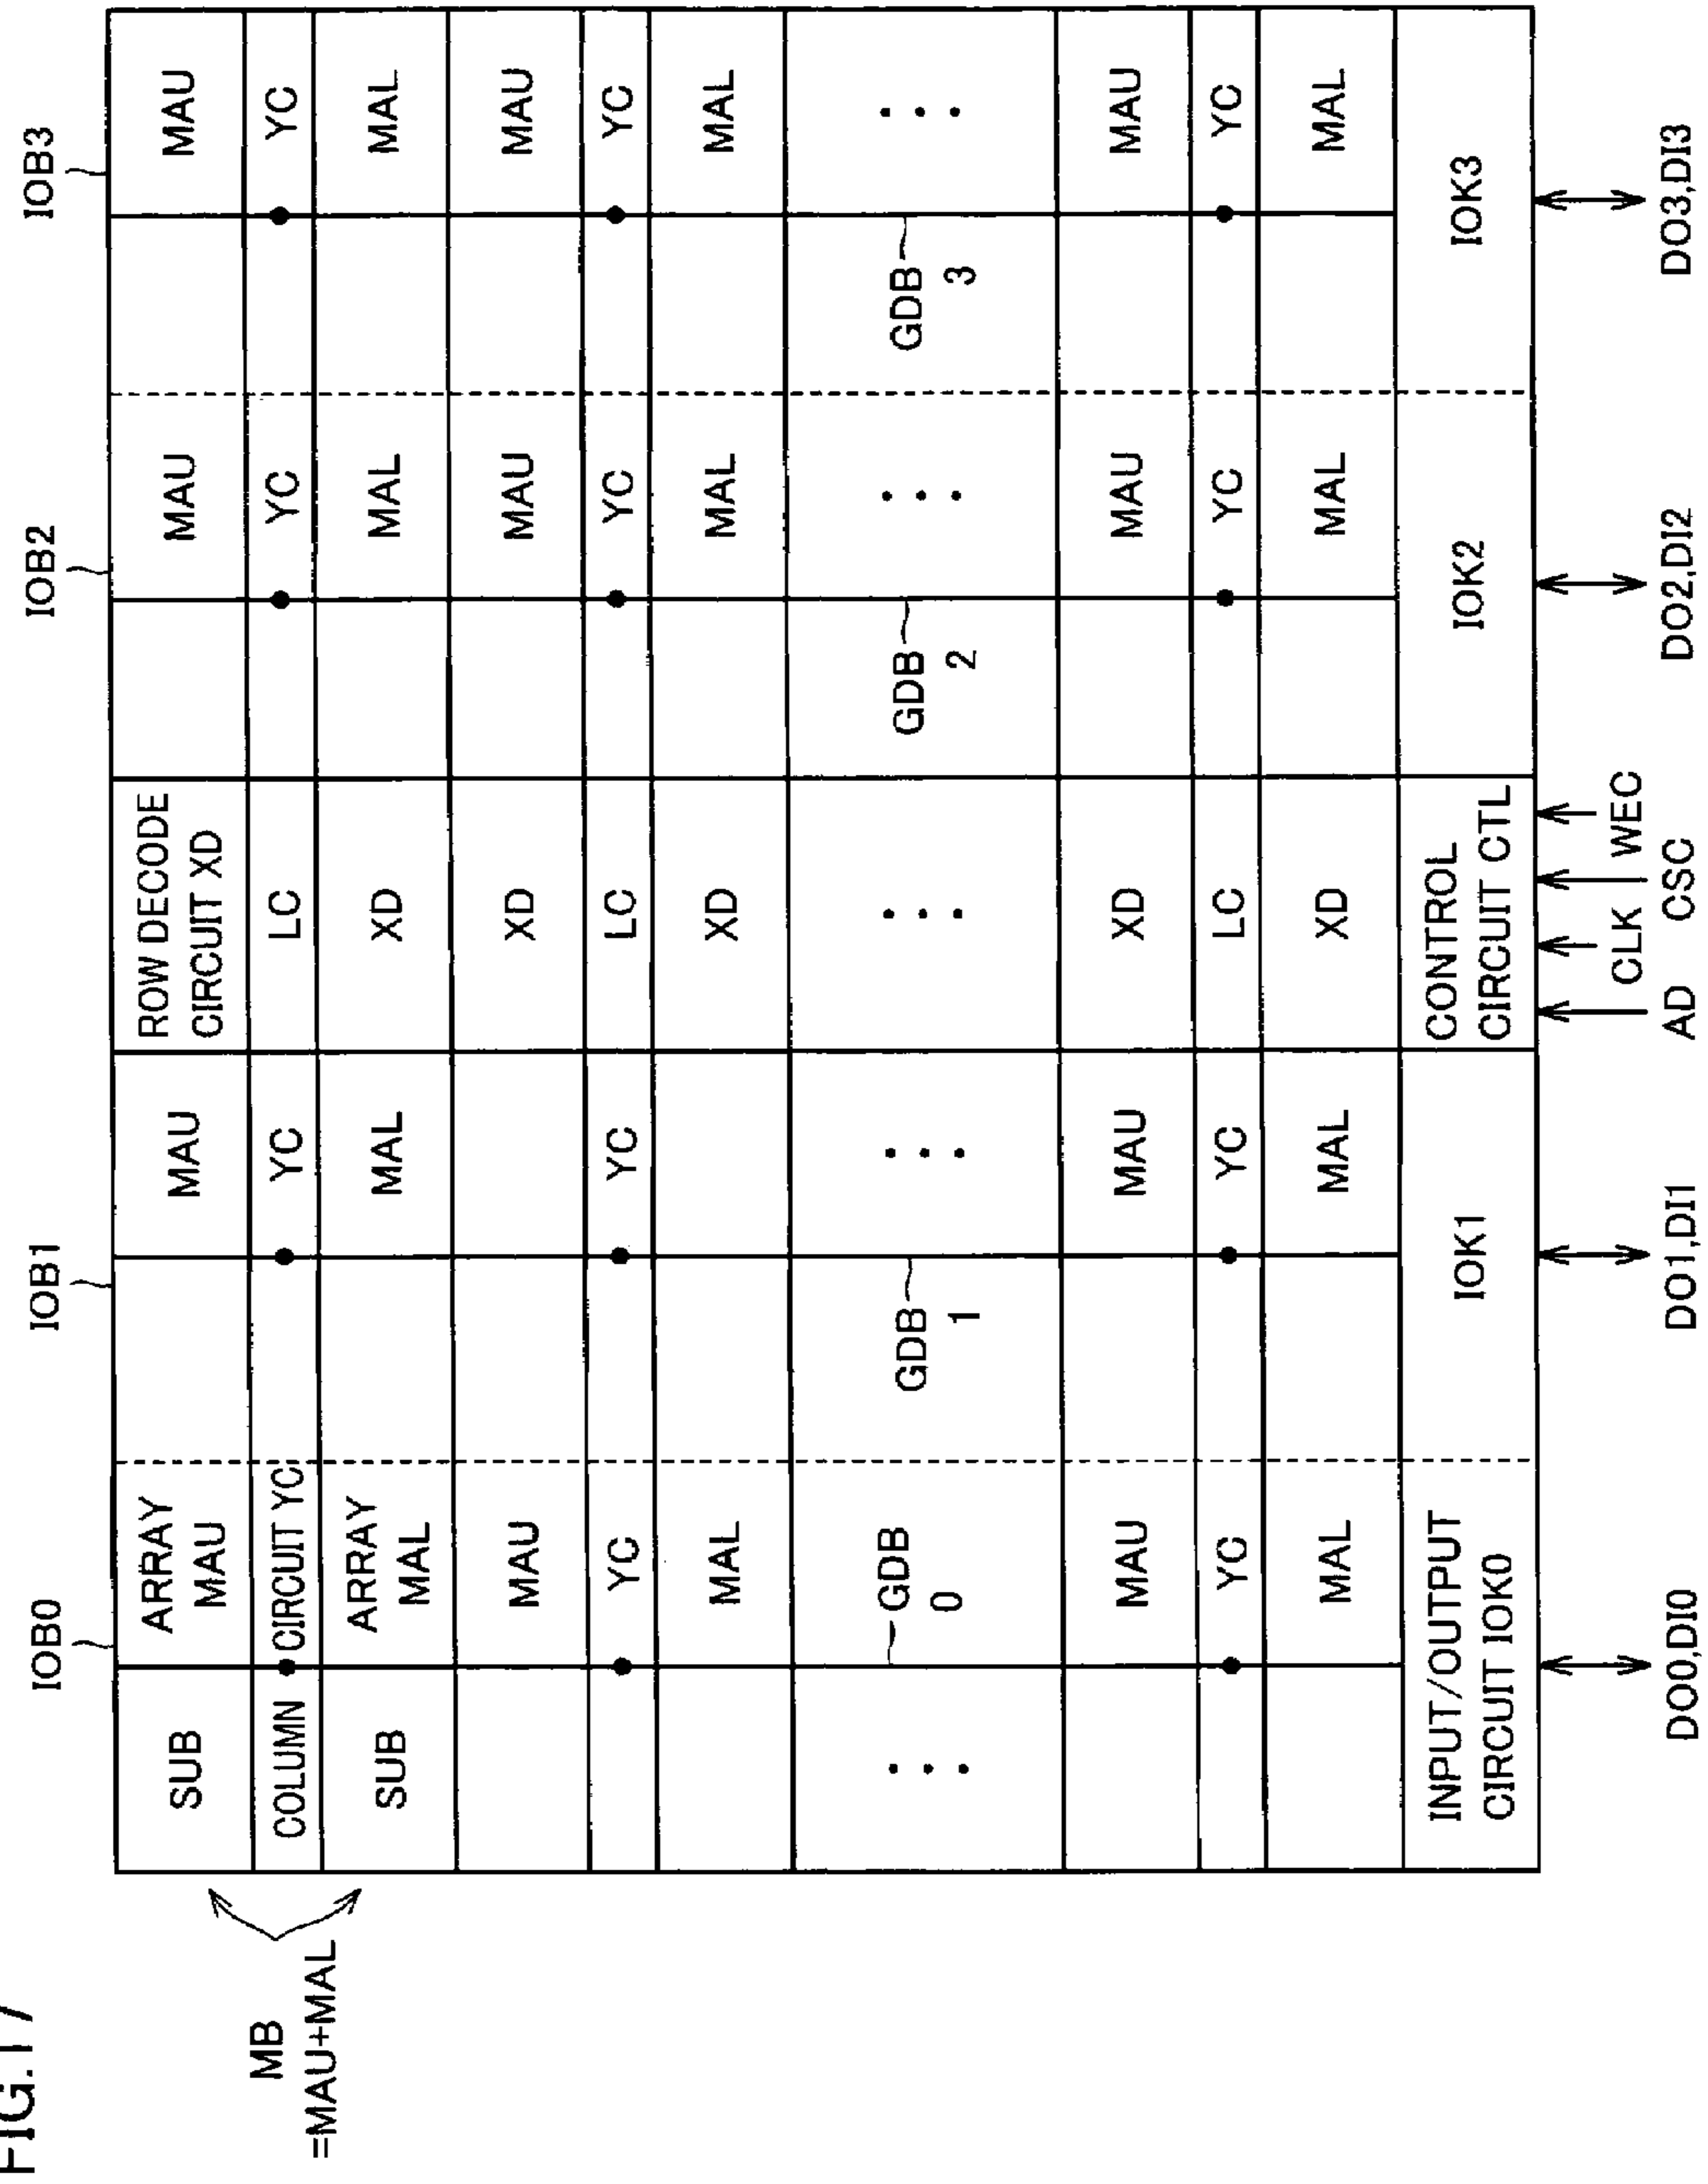 FIG.17
IOB0 IOB1 IOB2 IOB3
SUB ARRAY MAU MAU ROW DECODE CIRCUIT XD MAU MAU
MB
=MAU+MAL
COLUMN CIRCUIT YC YC LC YC YC
SUB ARRAY MAL MAL XD MAL MAL
MAU XD MAU MAU
YC YC LC YC YC
MAL XD MAL MAL
... GDB 0 GDB 1 ... ... GDB 2 ... GDB 3 ...
MAU MAU XD MAU MAU
YC YC LC YC YC
MAL MAL XD MAL MAL
INPUT/OUTPUT CIRCUIT IOK0 IOK1 CONTROL CIRCUIT CTL IOK2 IOK3
CLK WEC
DO0,DI0 DO1,DI1 AD CSC DO2,DI2 DO3,DI3